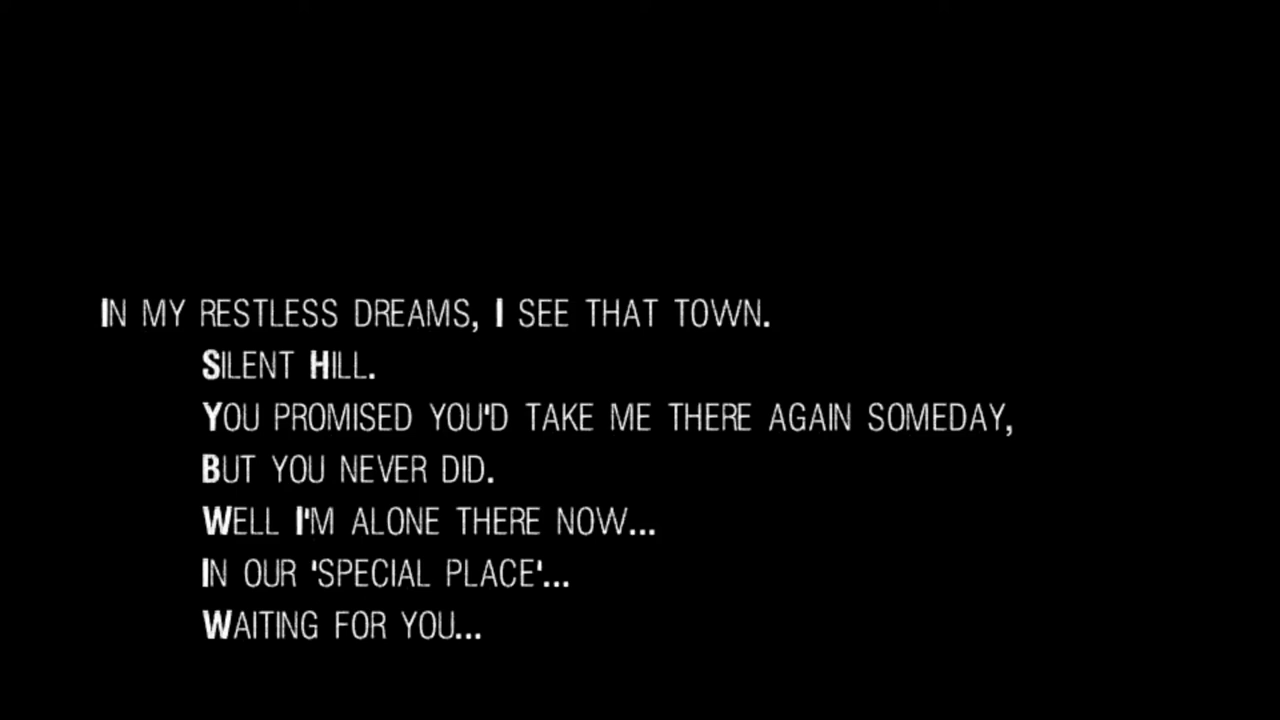 In my restless dreams, I see that town.
Silent Hill.
You promised you'd take me there again someday,
But you never did.
Well I'm alone there now...
In our 'special place'...
Waiting for you...